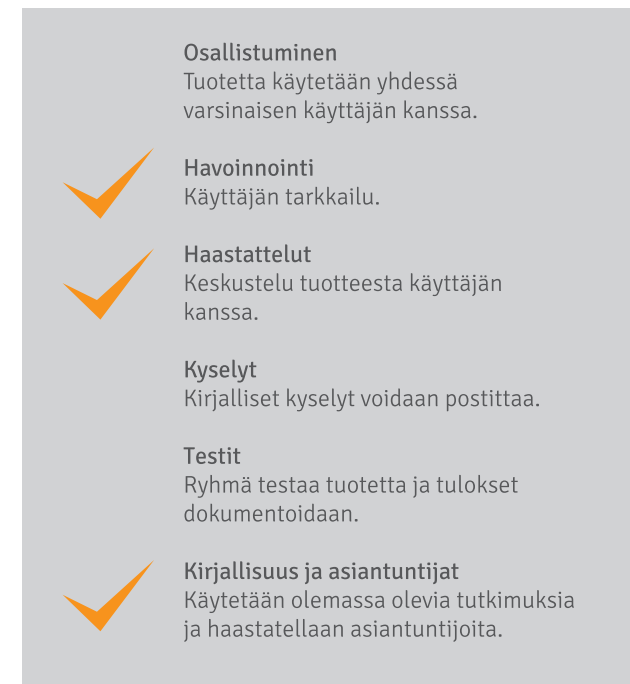 Osallistuminen
Tuotetta käytetään yhdessä
varsinaisen käyttäjän kanssa.
Havoinnointi
Käyttäjän tarkkailu.
Haastattelut
Keskustelu tuotteesta käyttäjän
kanssa.
Kyselyt
Kirjalliset kyselyt voidaan postittaa.
Testit
Ryhmä testaa tuotetta ja tulokset
dokumentoidaan.
Kirjallisuus ja asiantuntijat
Käytetään olemassa olevia tutkimuksia
ja haastatellaan asiantuntijoita.